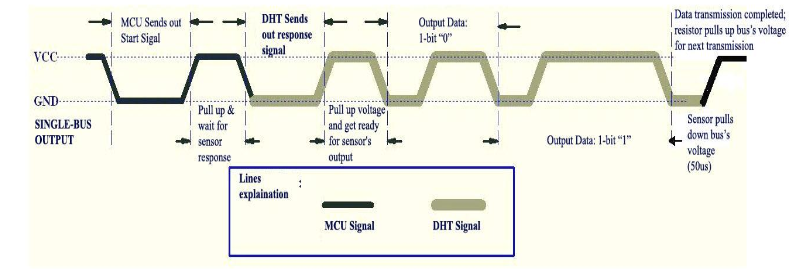 MCU Sends out
Start Sigal
DHT Sends
out response
signal
Output Data:
1-bit "0"
Data transmission completed;
resistor pulls up bus's voltage
for next transmission
VCC
GND
SINGLE-BUS
OUTPUT
Pull up &
wait for
sensor
response
Pull up voltage
and get ready
for sensor's
output
Output Data: 1-bit "1"
Sensor pulls
down bus's
voltage
(50us)
Lines
explaination :
MCU Signal
DHT Signal